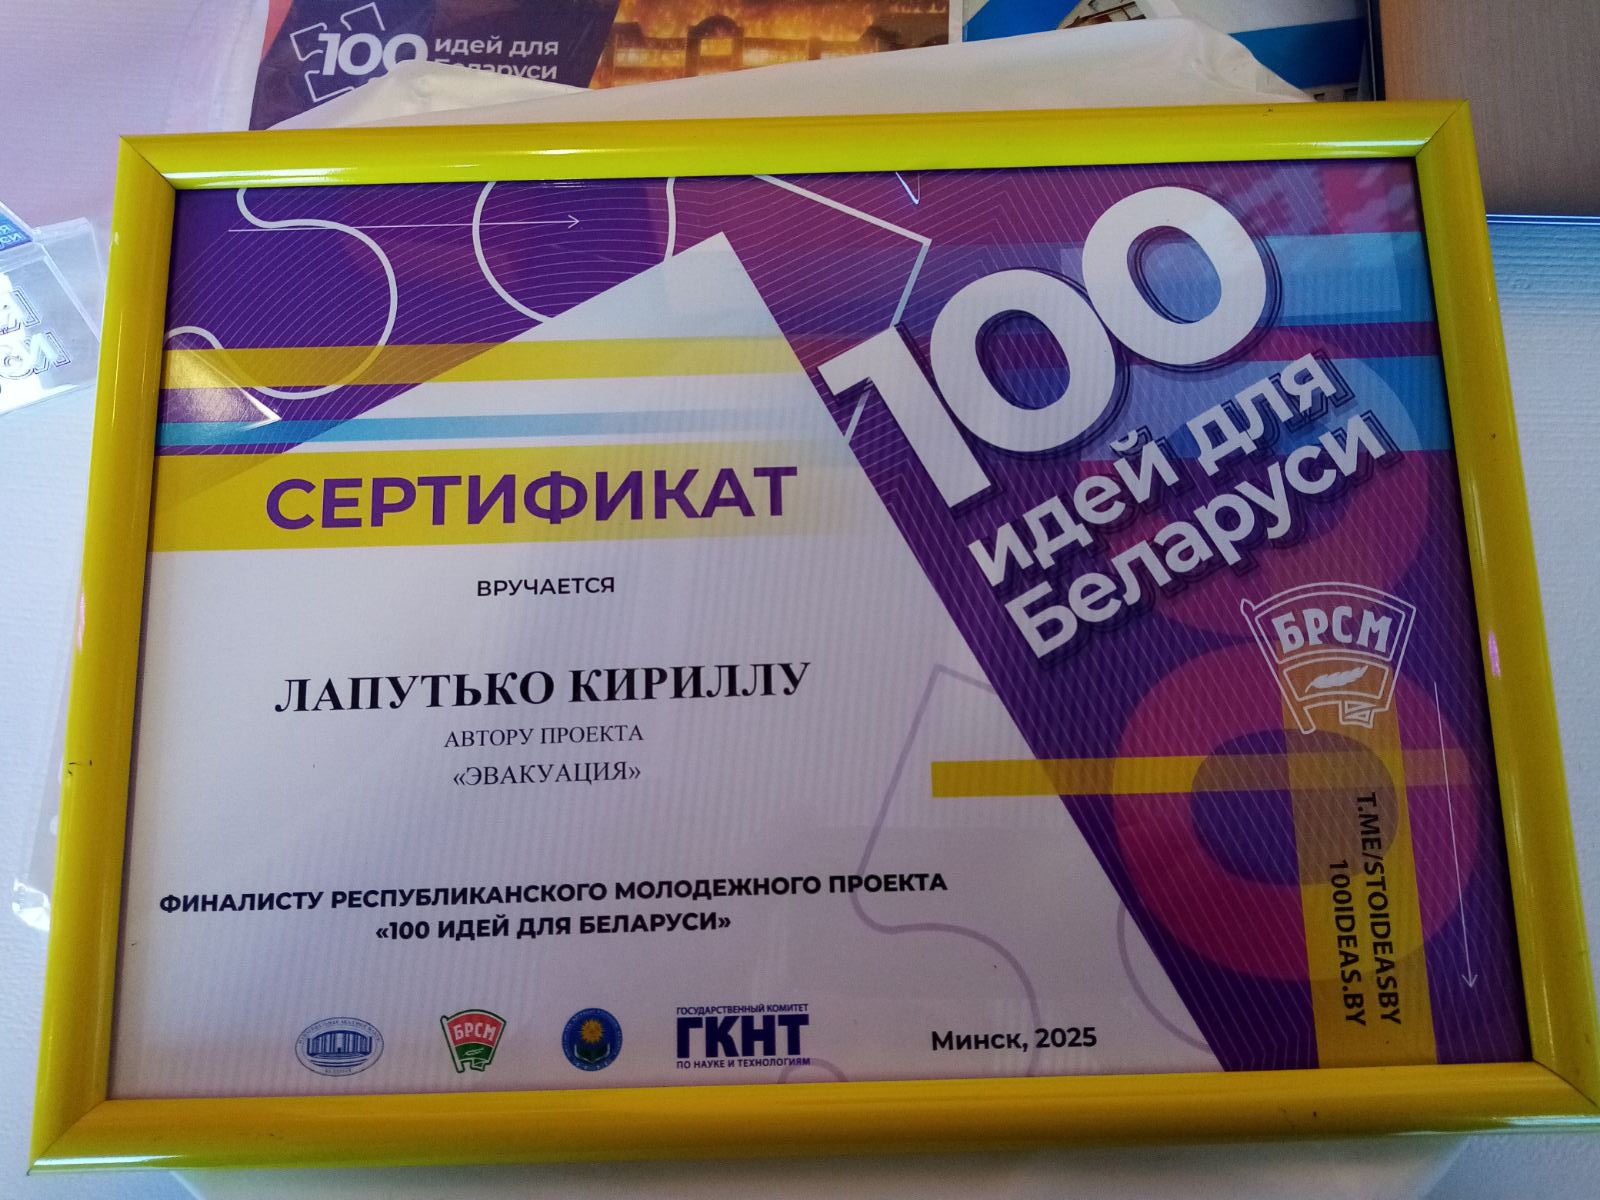 100 идей для
Беларуси
100
идей для
Беларуси
СЕРТИФИКАТ
ВРУЧАЕТСЯ
ЛАПУТЬКО КИРИЛЛУ
АВТОРУ ПРОЕКТА
«ЭВАКУАЦИЯ»
ФИНАЛИСТУ РЕСПУБЛИКАНСКОГО МОЛОДЕЖНОГО ПРОЕКТА
«100 ИДЕЙ ДЛЯ БЕЛАРУСИ»
БРСМ
T.ME/STOIDEASBY
100IDEAS.BY
БРСМ
ГОСУДАРСТВЕННЫЙ КОМИТЕТ
ГКНТ
ПО НАУКЕ И ТЕХНОЛОГИЯМ
Минск, 2025